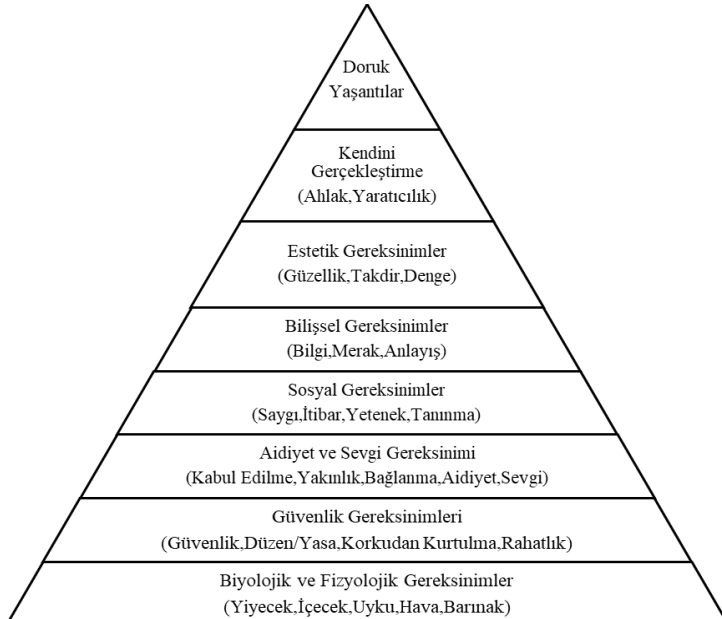 Doruk
Yaşantılar
Kendini
Gerçekleştirme
(Ahlak,Yaratıcılık)
Estetik Gereksinimler
(Güzellik,Takdir,Denge)
Bilişsel Gereksinimler
(Bilgi,Merak,Anlayış)
Sosyal Gereksinimler
(Saygı,İtibar,Yetenek,Tanınma)
Aidiyet ve Sevgi Gereksinimi
(Kabul Edilme,Yakınlık,Bağlanma,Aidiyet,Sevgi)
Güvenlik Gereksinimleri
(Güvenlik,Düzen/Yasa,Korkudan Kurtulma,Rahatlık)
Biyolojik ve Fizyolojik Gereksinimler
(Yiyecek,İçecek,Uyku,Hava,Barınak)